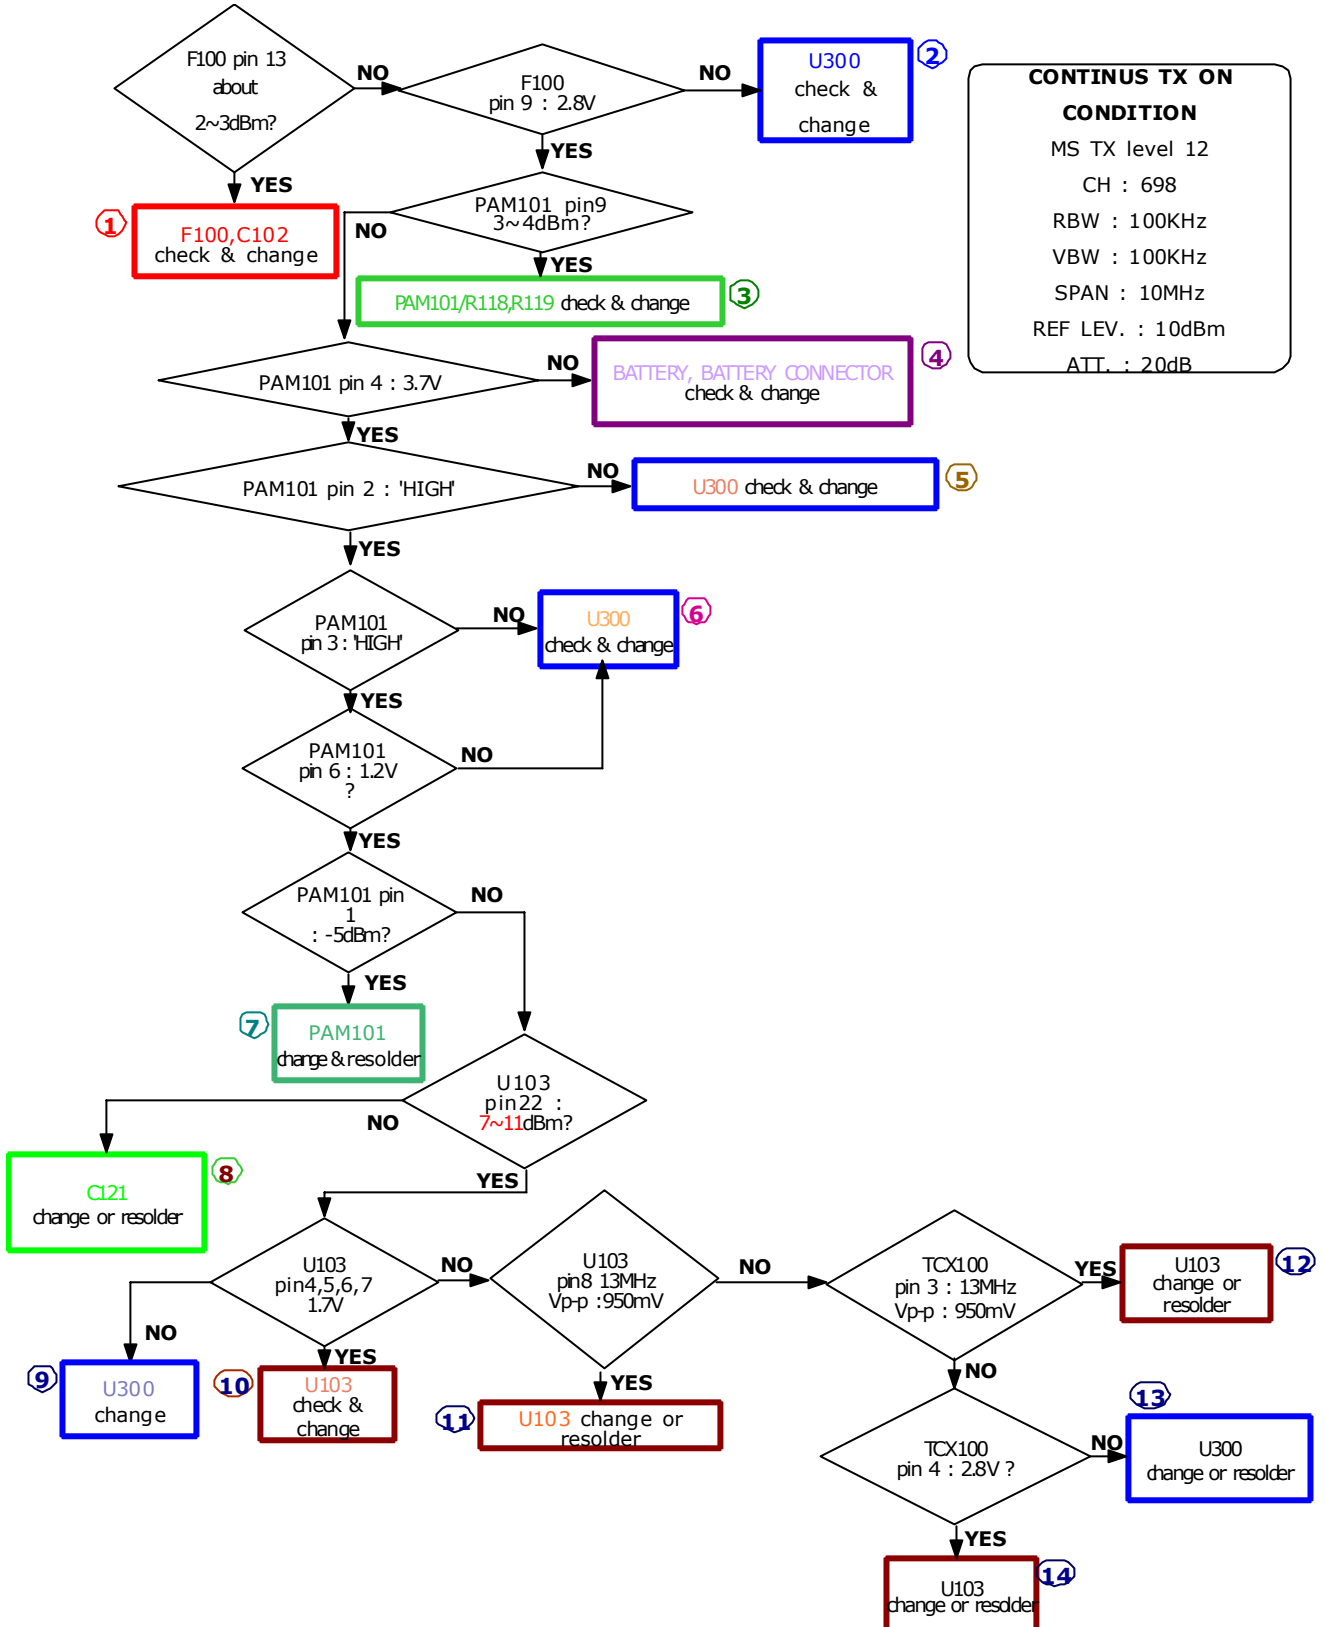 F100 pin 13
about
2~3dBm?
NO
F100
pin 9 : 2.8V
NO
U300
check &
change
2
CONTINUS TX ON
CONDITION
MS TX level 12
CH : 698
RBW : 100KHz
VBW : 100KHz
SPAN : 10MHz
REF LEV. : 10dBm
ATT. : 20dB
YES
YES
1
F100,C102
check & change
PAM101 pin9
3~4dBm?
NO
YES
PAM101/R118,R119 check & change
3
PAM101 pin 4 : 3.7V
NO
BATTERY, BATTERY CONNECTOR
check & change
4
YES
PAM101 pin 2 : 'HIGH'
NO
U300 check & change
5
YES
PAM101
pin 3 : 'HIGH'
NO
U300
check & change
6
YES
PAM101
pin 6 : 1.2V
?
NO
YES
PAM101 pin
1
: -5dBm?
NO
YES
7
PAM101
change & resolder
U103
pin22 :
7~11dBm?
NO
YES
C121
change or resolder
8
U103
pin4,5,6,7
1.7V
NO
U103
pin8 13MHz
Vp-p : 950mV
NO
TCX100
pin 3 : 13MHz
Vp-p : 950mV
YES
U103
change or
resolder
12
NO
YES
9
U300
change
10
U103
check &
change
YES
11
U103 change or
resolder
NO
TCX100
pin 4 : 2.8V ?
NO
13
U300
change or resolder
YES
U103
change or resolder
14